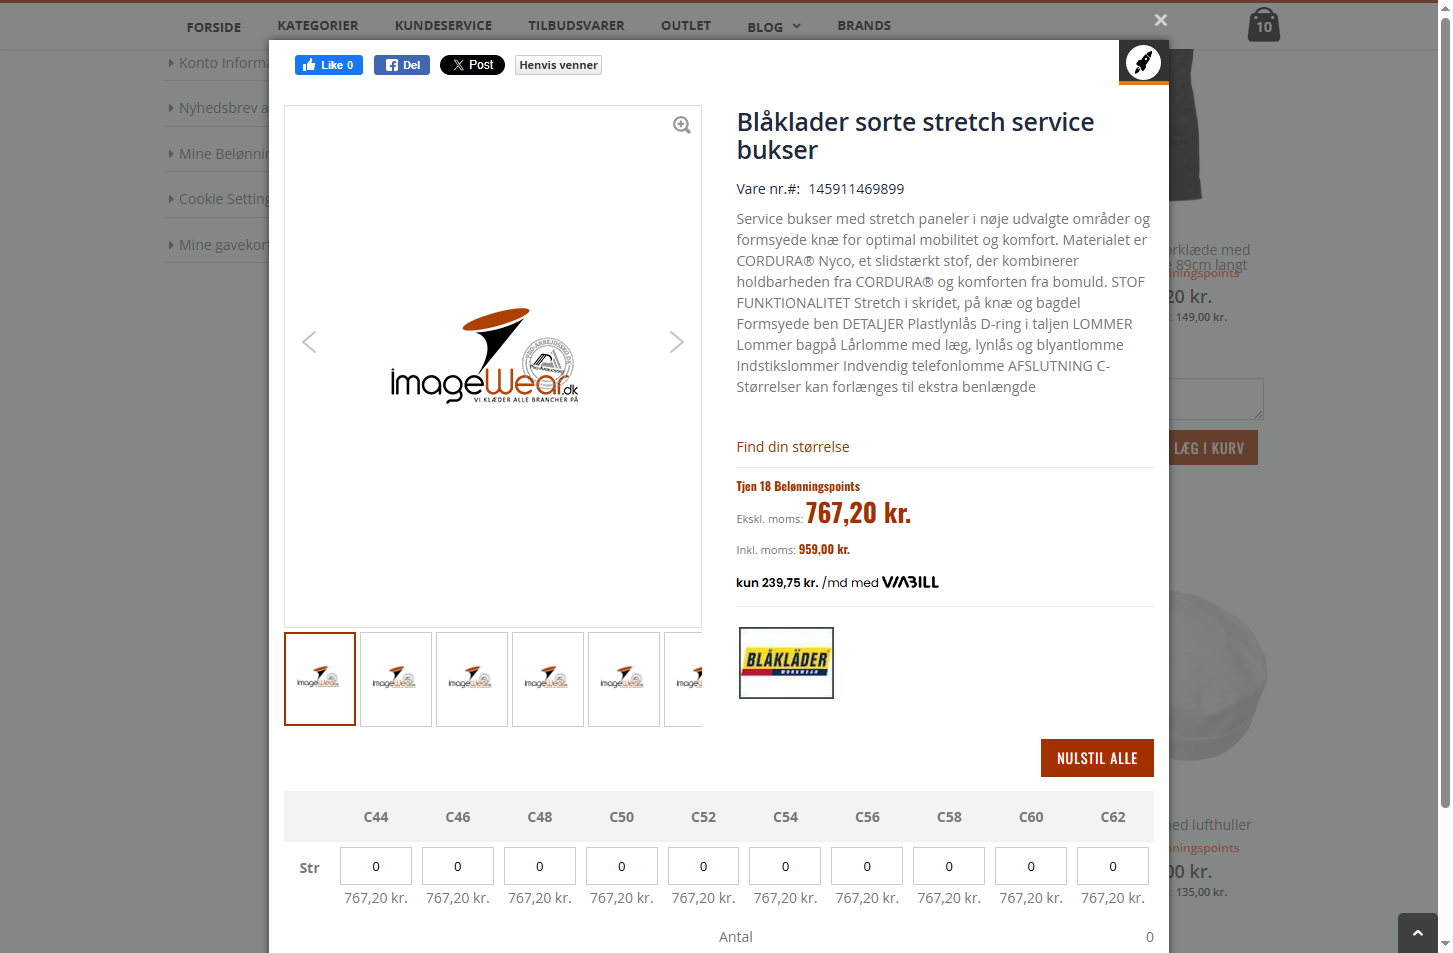 FORSIDE
KATEGORIER
KUNDESERVICE
TILBUDSVARER
OUTLET
BLOG
BRANDS
10
Konto Informa
Nyhedsbrev a
Mine Belønnin
Cookie Setting
Mine gavekort
Like 0
Del
Post
Henvis venner
imageWear.dk
VI KLÆDER ALLE BRANCHER PÅ
Blåklader sorte stretch service
bukser
Vare nr.#: 145911469899
Service bukser med stretch paneler i nøje udvalgte områder og
formsyede knæ for optimal mobilitet og komfort. Materialet er
CORDURA® Nyco, et slidstærkt stof, der kombinerer
holdbarheden fra CORDURA® og komforten fra bomuld. STOF
FUNKTIONALITET Stretch i skridet, på knæ og bagdel
Formsyede ben DETALJER Plastlynlås D-ring i taljen LOMMER
Lommer bagpå Lårlomme med læg, lynlås og blyantlomme
Indstikslommer Indvendig telefonlomme AFSLUTNING C-
Størrelser kan forlænges til ekstra benlængde
Find din størrelse
Tjen 18 Belønningspoints
Ekskl. moms: 767,20 kr.
Inkl. moms: 959,00 kr.
kun 239,75 kr. /md med VIABILL
BLÅKLÄDER
WORKWEAR
NULSTIL ALLE
C44 C46 C48 C50 C52 C54 C56 C58 C60 C62
Str 0 0 0 0 0 0 0 0 0 0
767,20 kr. 767,20 kr. 767,20 kr. 767,20 kr. 767,20 kr. 767,20 kr. 767,20 kr. 767,20 kr. 767,20 kr. 767,20 kr.
Antal 0
orklæde med
e 89cm langt
ningspoints
20 kr.
: 149,00 kr.
LÆG I KURV
ned lufthuller
ningspoints
00 kr.
: 135,00 kr.